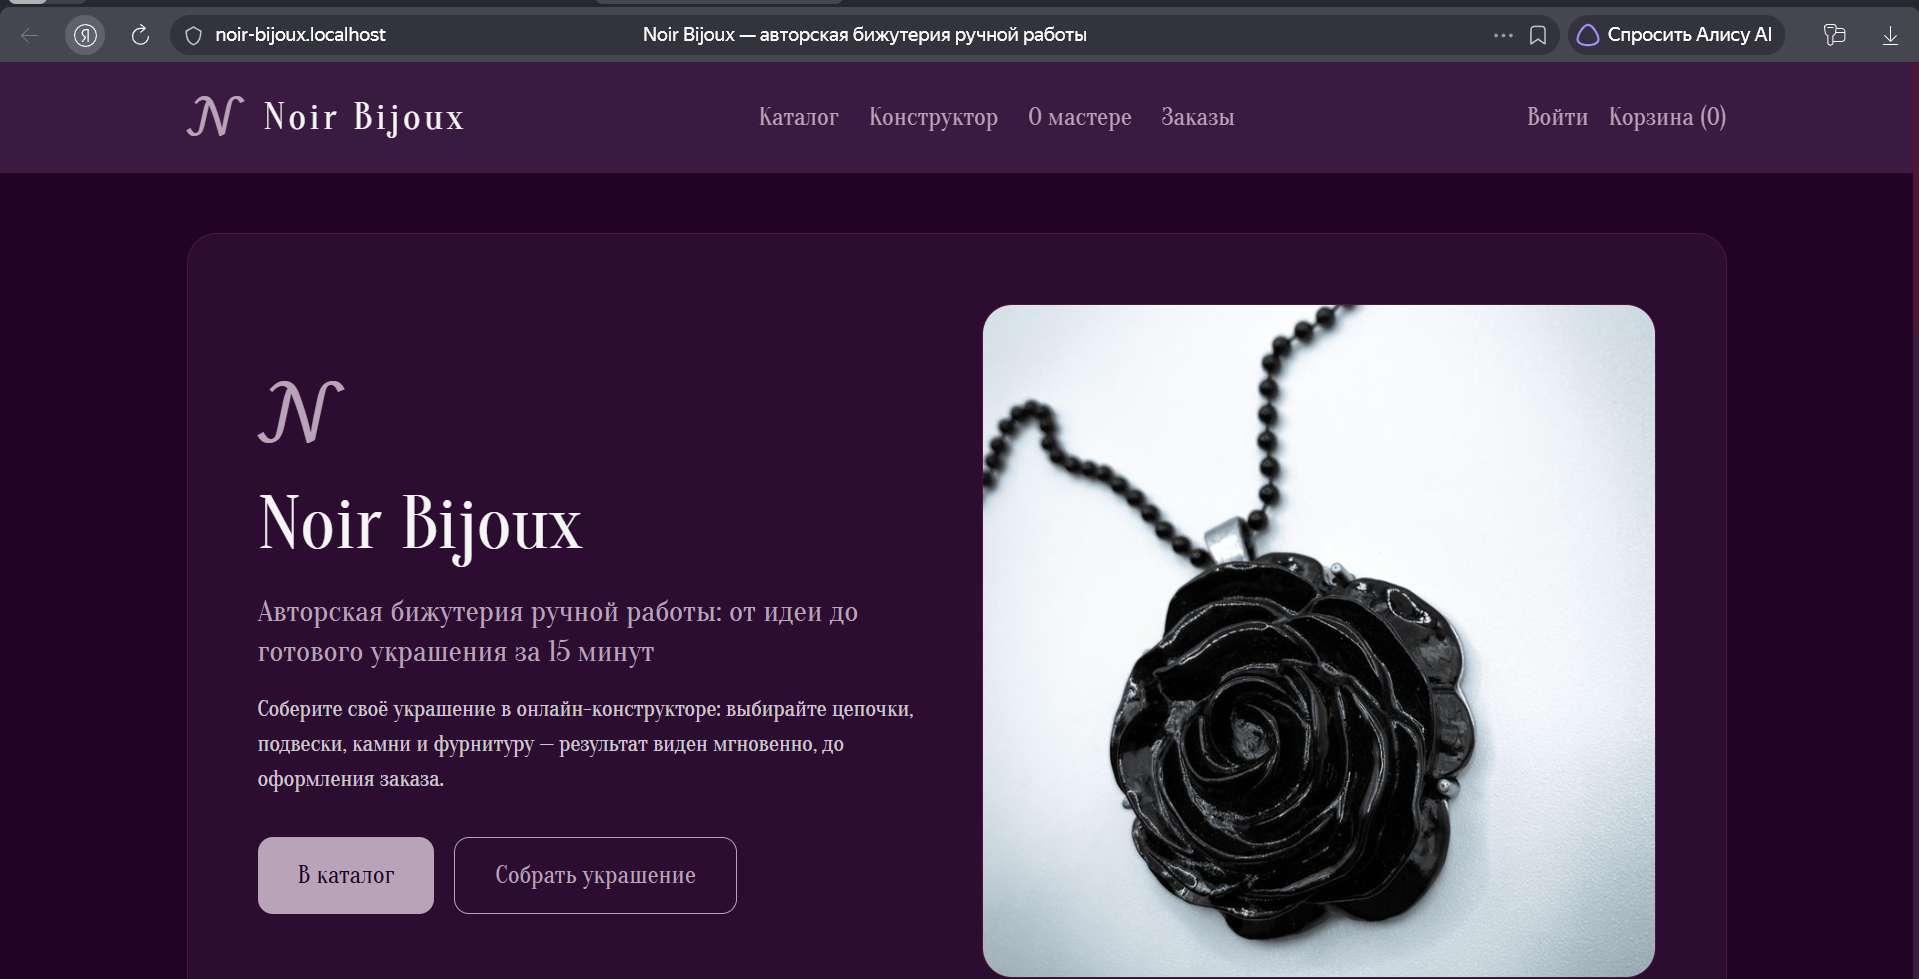 Я
noir-bijoux.localhost
Noir Bijoux — авторская бижутерия ручной работы
Спросить Алису AI
N Noir Bijoux
Каталог Конструктор О мастере Заказы
Войти Корзина (0)
N
Noir Bijoux
Авторская бижутерия ручной работы: от идеи до
готового украшения за 15 минут
Соберите своё украшение в онлайн-конструкторе: выбирайте цепочки,
подвески, камни и фурнитуру — результат виден мгновенно, до
оформления заказа.
В каталог
Собрать украшение